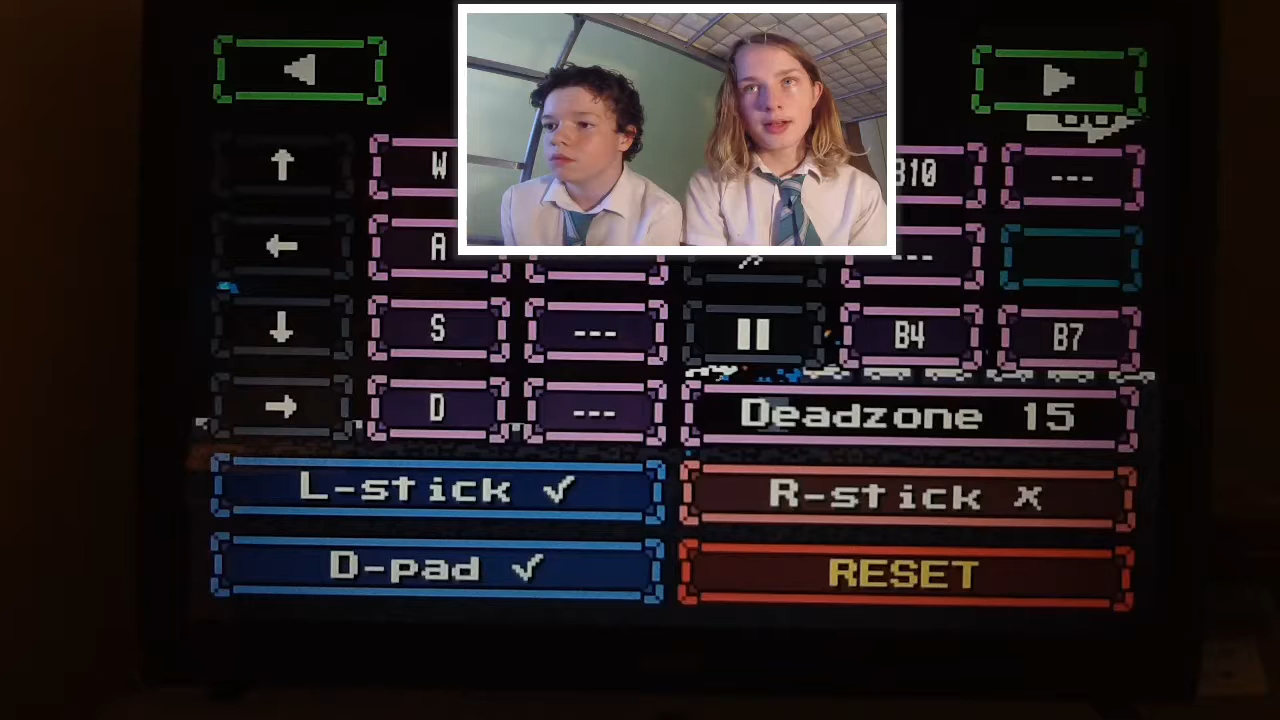 W
B10 ---
A
---
S --- B4 B7
D --- Deadzone 15
L-stick ✓ R-stick x
D-pad ✓ RESET